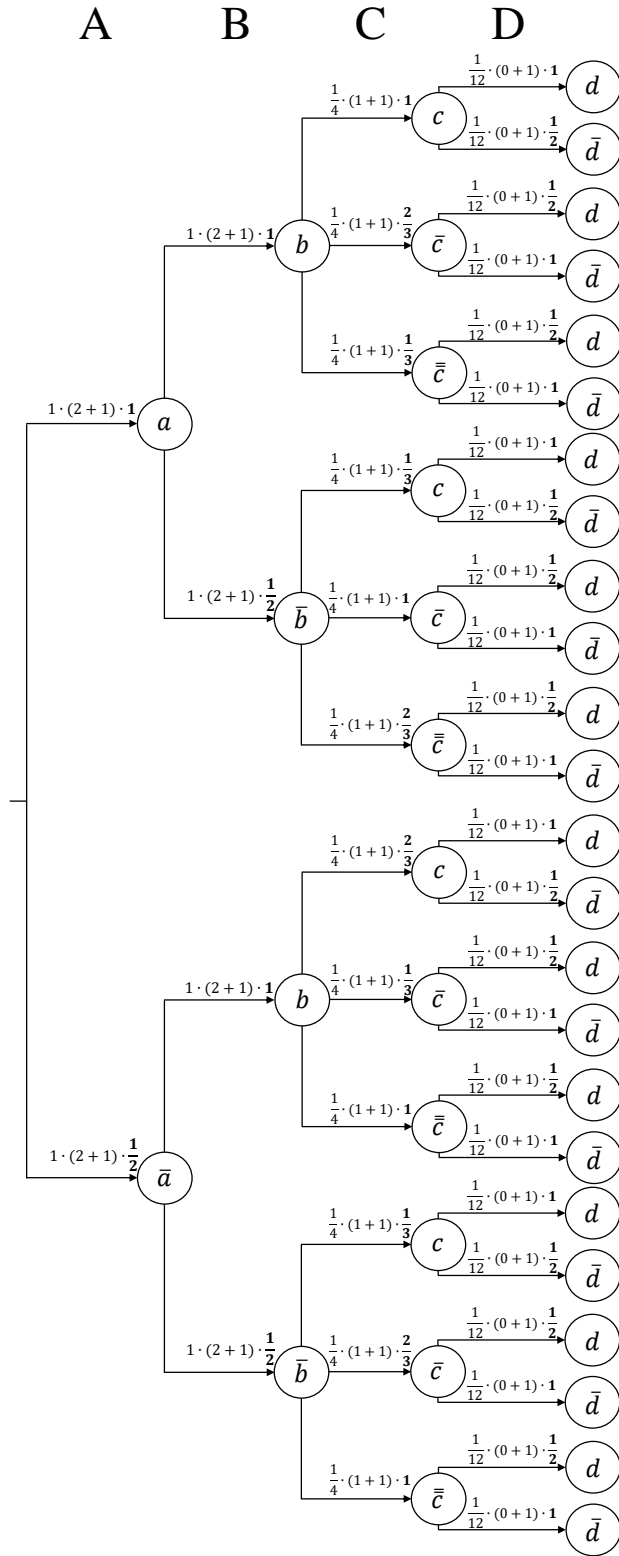 A B C D
1/12 · (0 + 1) · 1
d
1/4 · (1 + 1) · 1
c
1/12 · (0 + 1) · 1/2
d̄
1/12 · (0 + 1) · 1/2
d
1 · (2 + 1) · 1
b
1/4 · (1 + 1) · 2/3
c̄
1/12 · (0 + 1) · 1
d̄
1/12 · (0 + 1) · 1/2
d
1/4 · (1 + 1) · 1/3
c̿
1/12 · (0 + 1) · 1
d̄
1 · (2 + 1) · 1
a
1/12 · (0 + 1) · 1
d
1/4 · (1 + 1) · 1/3
c
1/12 · (0 + 1) · 1/2
d̄
1/12 · (0 + 1) · 1/2
d
1 · (2 + 1) · 1/2
b̄
1/4 · (1 + 1) · 1
c̄
1/12 · (0 + 1) · 1
d̄
1/12 · (0 + 1) · 1/2
d
1/4 · (1 + 1) · 2/3
c̿
1/12 · (0 + 1) · 1
d̄
1/12 · (0 + 1) · 1
d
1/4 · (1 + 1) · 2/3
c
1/12 · (0 + 1) · 1/2
d̄
1/12 · (0 + 1) · 1/2
d
1 · (2 + 1) · 1
b
1/4 · (1 + 1) · 1/3
c̄
1/12 · (0 + 1) · 1
d̄
1/12 · (0 + 1) · 1/2
d
1/4 · (1 + 1) · 1
c̿
1/12 · (0 + 1) · 1
d̄
1 · (2 + 1) · 1/2
ā
1/12 · (0 + 1) · 1
d
1/4 · (1 + 1) · 1/3
c
1/12 · (0 + 1) · 1/2
d̄
1/12 · (0 + 1) · 1/2
d
1 · (2 + 1) · 1/2
b̄
1/4 · (1 + 1) · 2/3
c̄
1/12 · (0 + 1) · 1
d̄
1/12 · (0 + 1) · 1/2
d
1/4 · (1 + 1) · 1
c̿
1/12 · (0 + 1) · 1
d̄